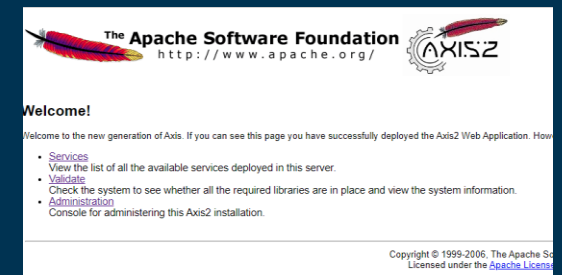 The Apache Software Foundation
http://www.apache.org/
AXIS2
Welcome!
Welcome to the new generation of Axis. If you can see this page you have successfully deployed the Axis2 Web Application.
Services
View the list of all the available services deployed in this server.
Validate
Check the system to see whether all the required libraries are in place and view the system information.
Administration
Console for administering this Axis2 installation.
Copyright © 1999-2006, The Apache
Licensed under the Apache License